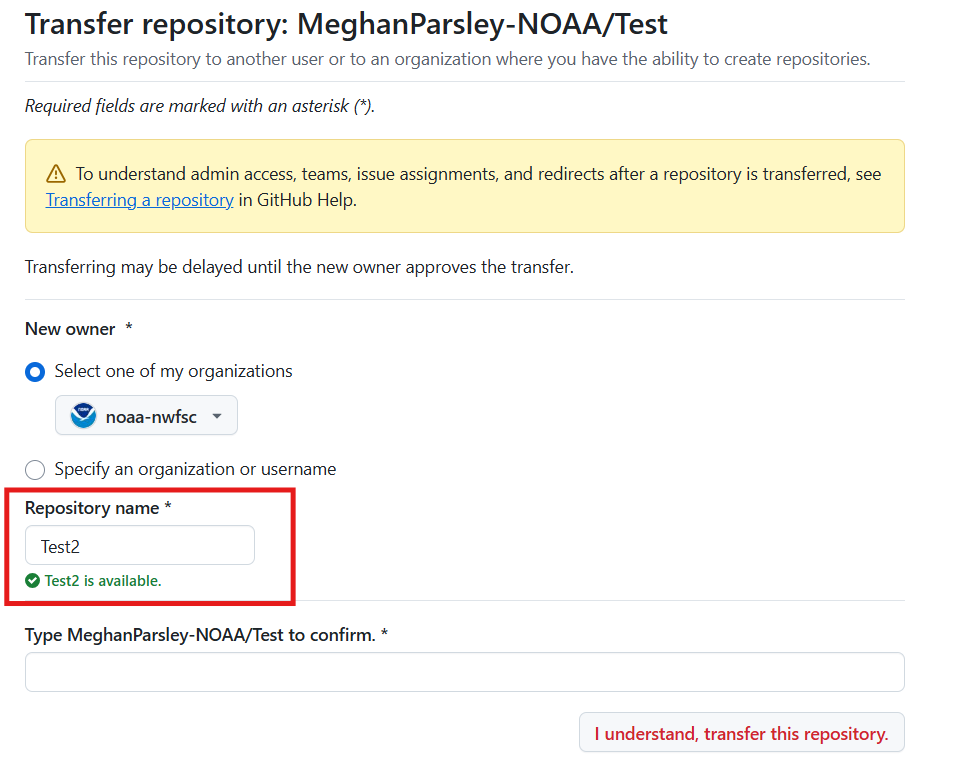 Transfer repository: MeghanParsley-NOAA/Test
Transfer this repository to another user or to an organization where you have the ability to create repositories.
Required fields are marked with an asterisk (*).
To understand admin access, teams, issue assignments, and redirects after a repository is transferred, see
Transferring a repository in GitHub Help.
Transferring may be delayed until the new owner approves the transfer.
New owner *
Select one of my organizations
noaa-nwfsc
Specify an organization or username
Repository name *
Test2
Test2 is available.
Type MeghanParsley-NOAA/Test to confirm. *
I understand, transfer this repository.